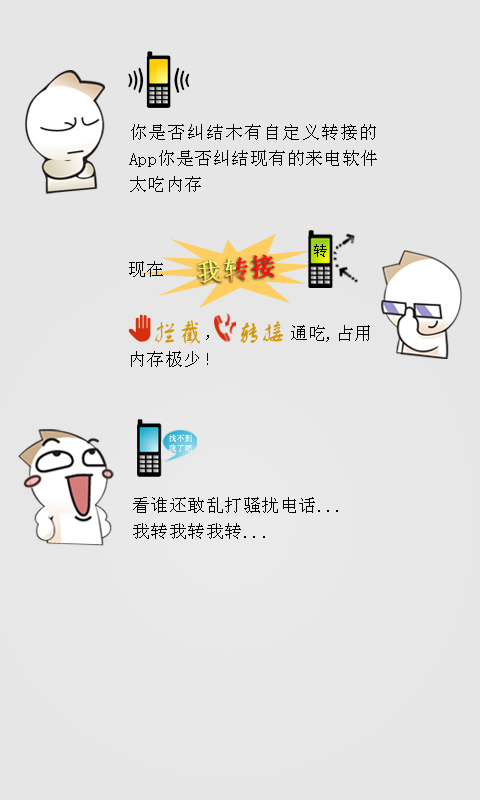 你是否纠结木有自定义转接的
App你是否纠结现有的来电软件
太吃内存
现在 我转接 转
拦截,转接通吃,占用
内存极少!
找不到
我了吧
看谁还敢乱打骚扰电话...
我转我转我转...